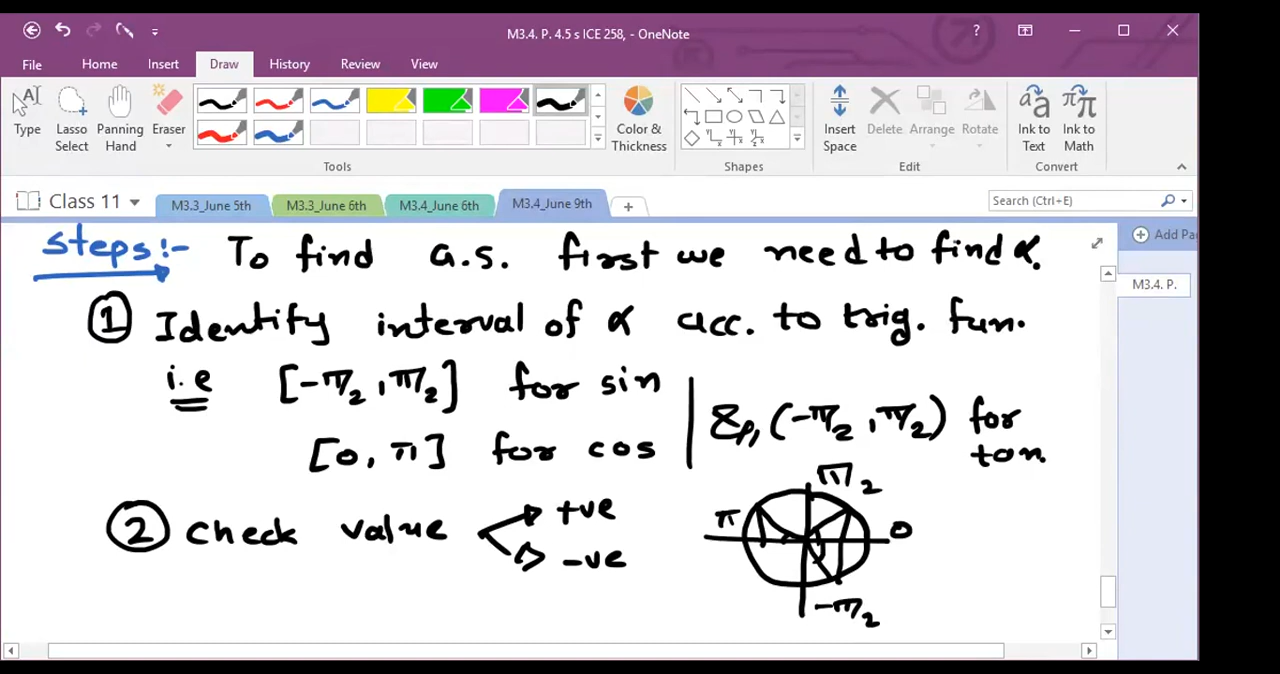 M3.4. P. 4.5 s ICE 258, - OneNote
?
File Home Insert Draw History Review View
Type
Lasso Select
Panning Hand
Eraser
Color & Thickness
Insert Space
Delete
Arrange
Rotate
Ink to Text
Ink to Math
Tools
Shapes
Edit
Convert
Class 11
M3.3_June 5th
M3.3_June 6th
M3.4_June 6th
M3.4_June 9th
Search (Ctrl+E)
Add Pa
M3.4. P.
Steps:- To find G.S. first we need to find α.
① Identify interval of α acc. to trig. fun.
i.e [-π/2, π/2] for sin
[0, π] for cos
(-π/2, π/2) for
tan
② Check value +ve
-ve
π/2
π
0
-π/2